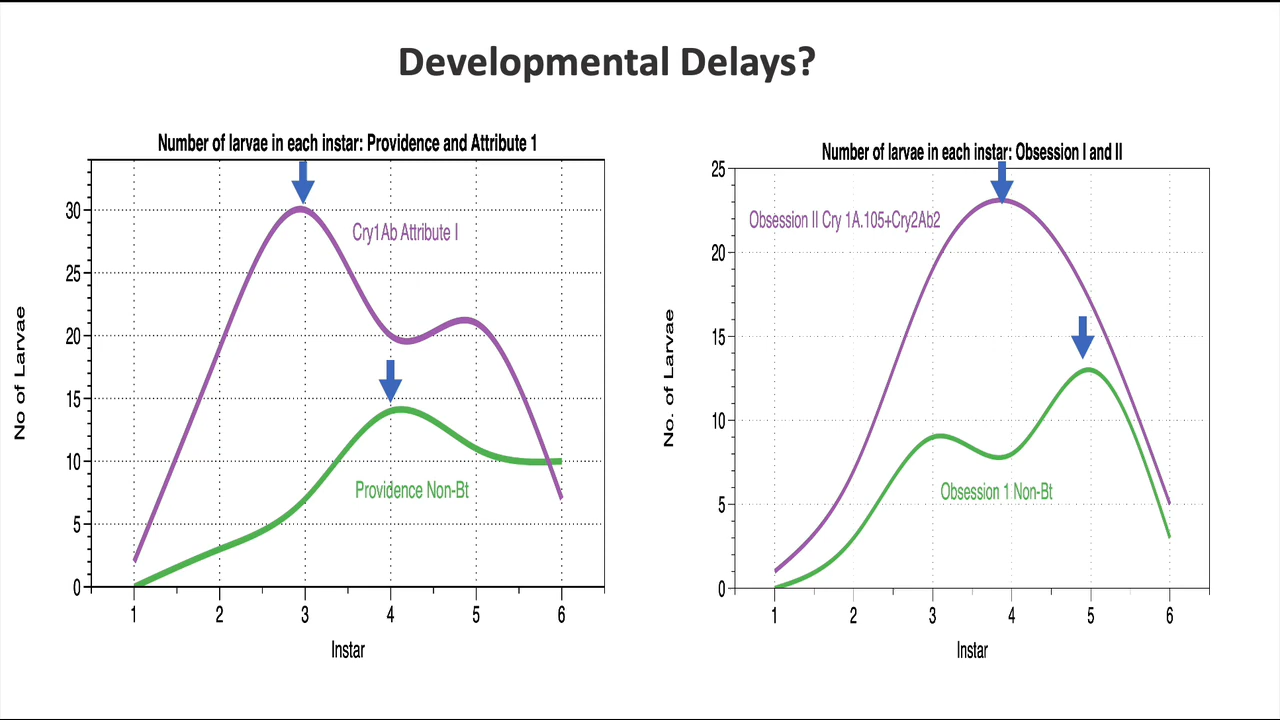 Developmental Delays?
Number of larvae in each instar: Providence and Attribute 1
30
25
20
15
10
5
0
No of Larvae
Cry1Ab Attribute I
Providence Non-Bt
1 2 3 4 5 6
Instar
Number of larvae in each instar: Obsession I and II
25
20
15
10
5
0
No. of Larvae
Obsession II Cry 1A.105+Cry2Ab2
Obsession 1 Non-Bt
1 2 3 4 5 6
Instar